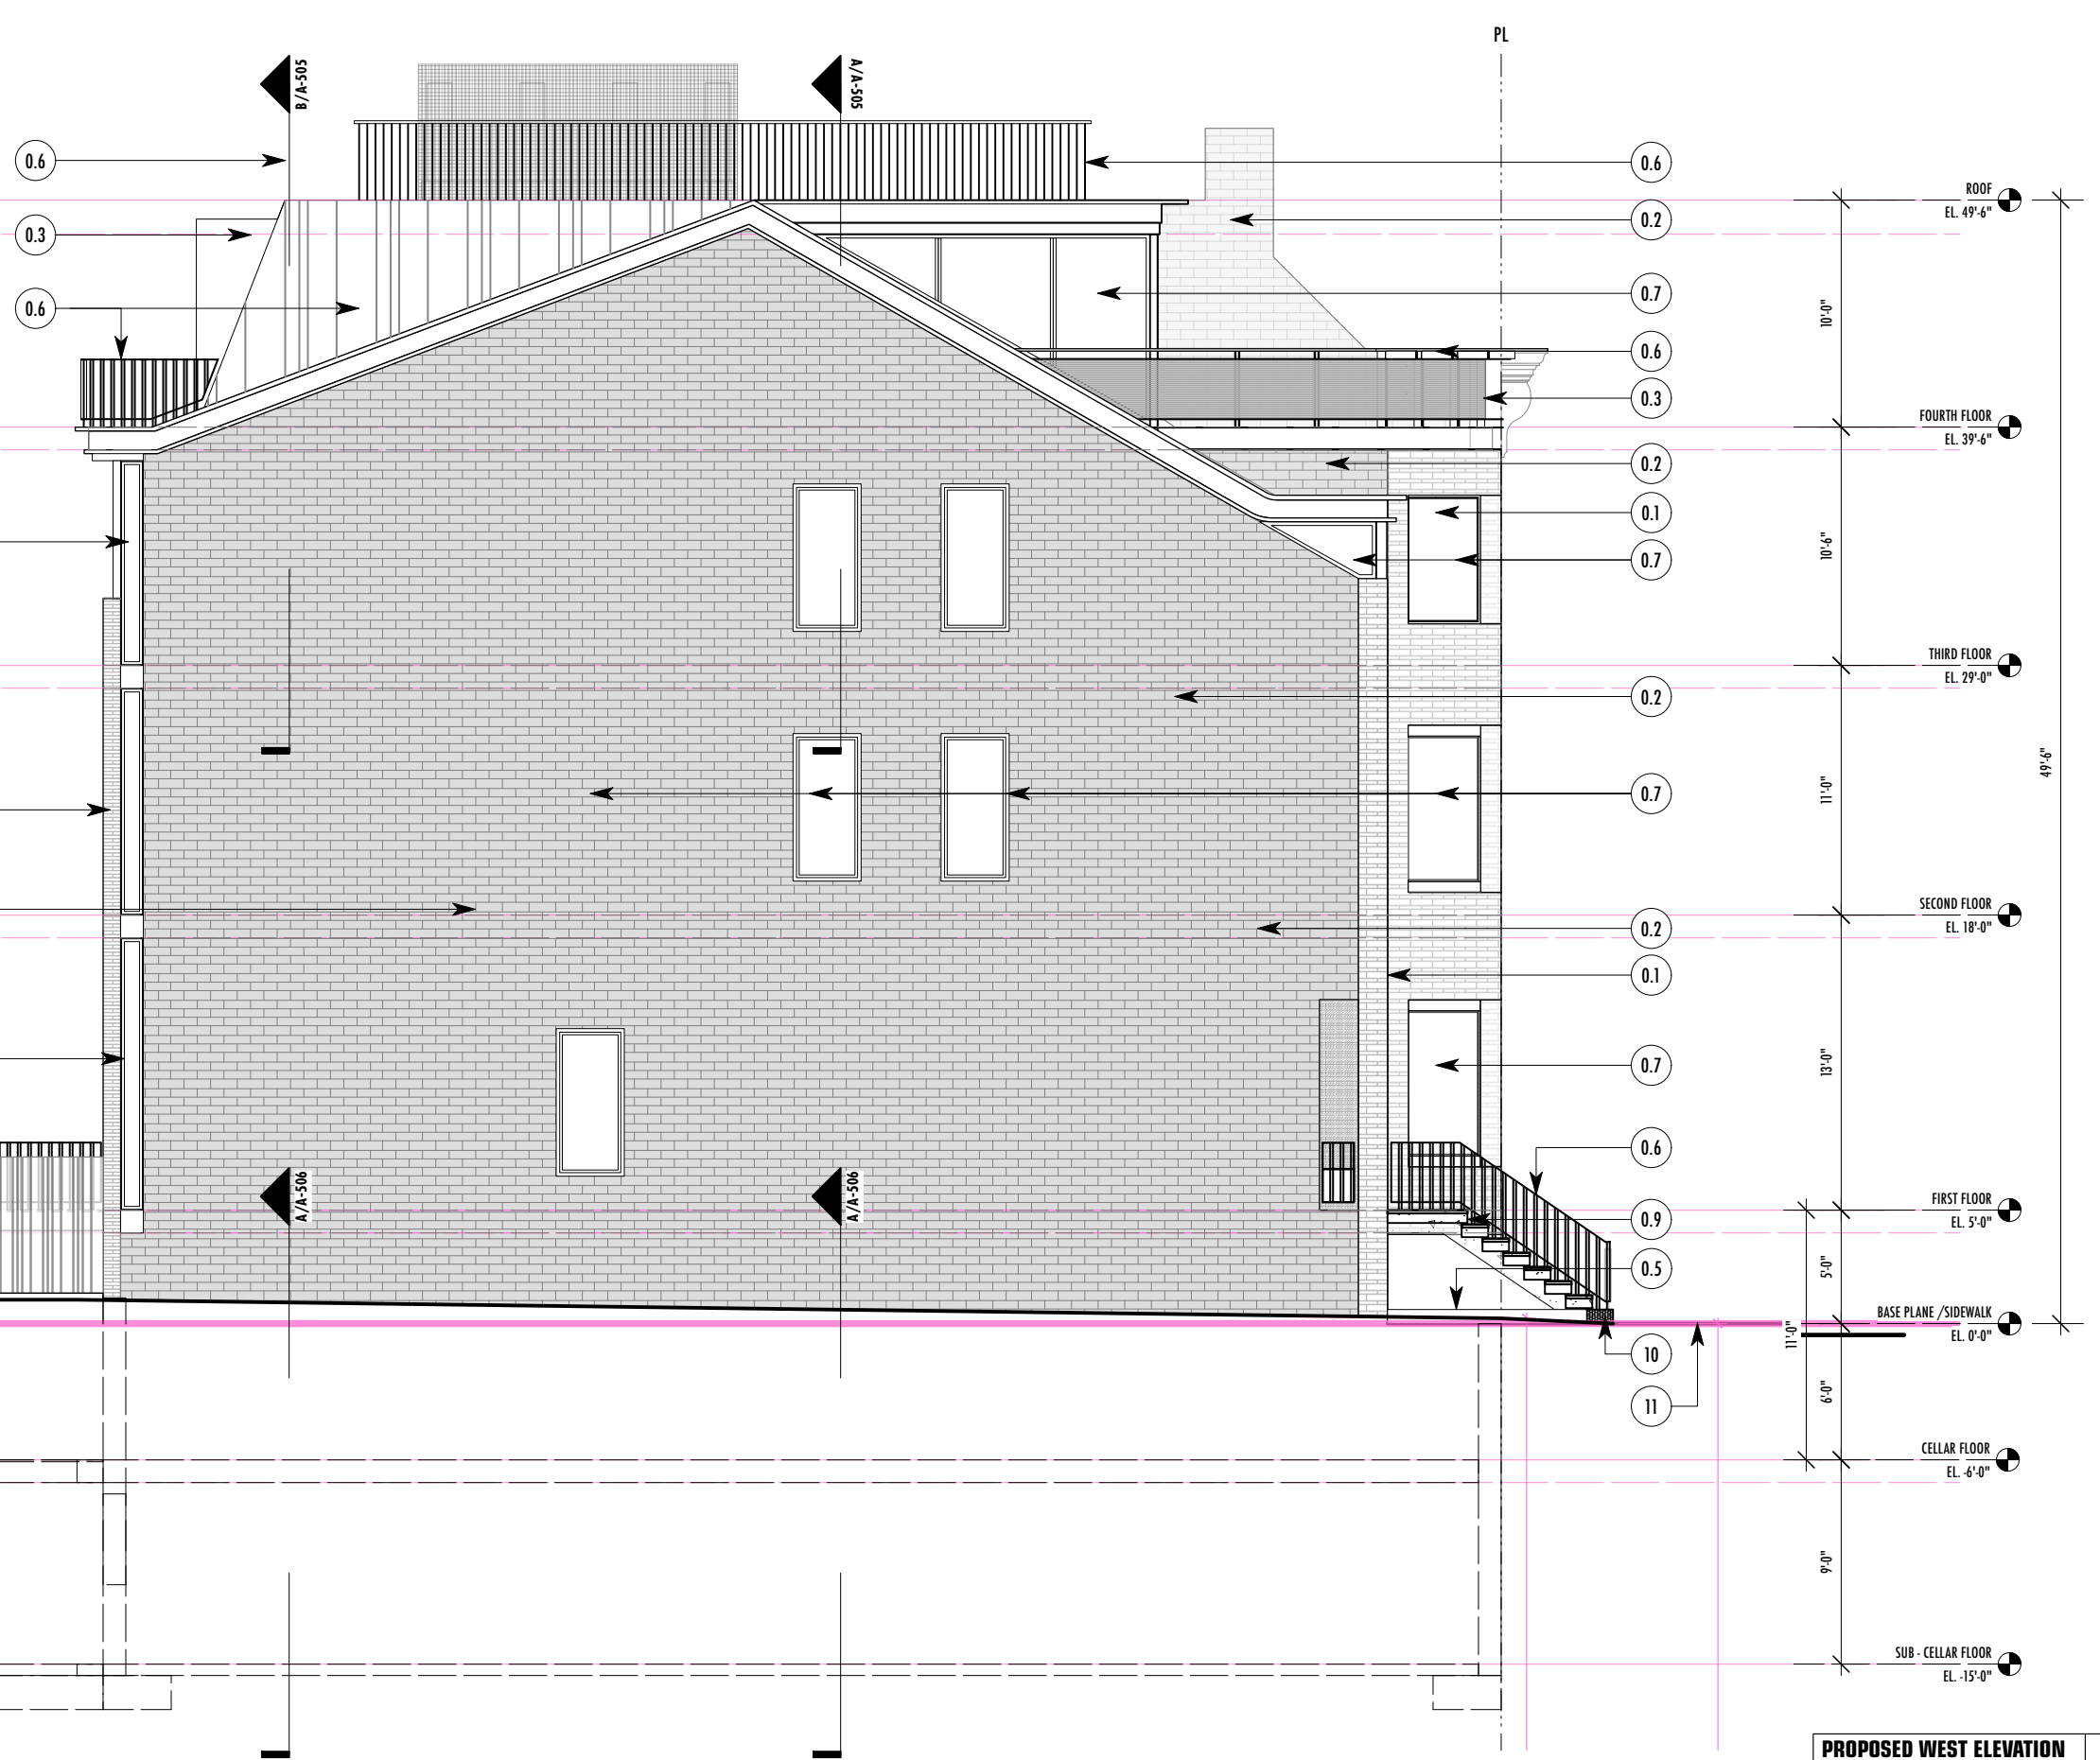 PL
B/A-505
A/A-505
0.6
0.3
0.6
0.6
0.2
0.7
0.6
0.3
0.2
0.1
0.7
0.2
0.7
0.2
0.1
0.7
0.6
0.9
0.5
10
11
A/A-506
A/A-506
ROOF
EL. 49'-6"
10'-0"
FOURTH FLOOR
EL. 39'-6"
10'-6"
THIRD FLOOR
EL. 29'-0"
11'-0"
49'-6"
SECOND FLOOR
EL. 18'-0"
13'-0"
FIRST FLOOR
EL. 5'-0"
5'-0"
BASE PLANE /SIDEWALK
EL. 0'-0"
11'-0"
6'-0"
CELLAR FLOOR
EL. -6'-0"
9'-0"
SUB - CELLAR FLOOR
EL. -15'-0"
PROPOSED WEST ELEVATION